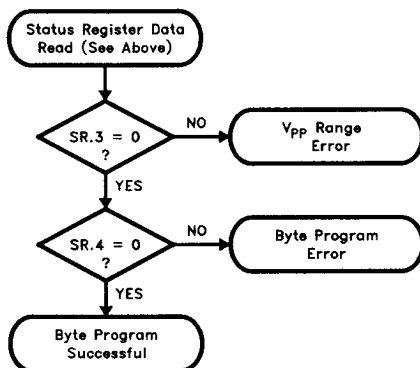 Status Register Data
Read (See Above)
SR.3 = 0
?
NO
VPP Range
Error
YES
SR.4 = 0
?
NO
Byte Program
Error
YES
Byte Program
Successful